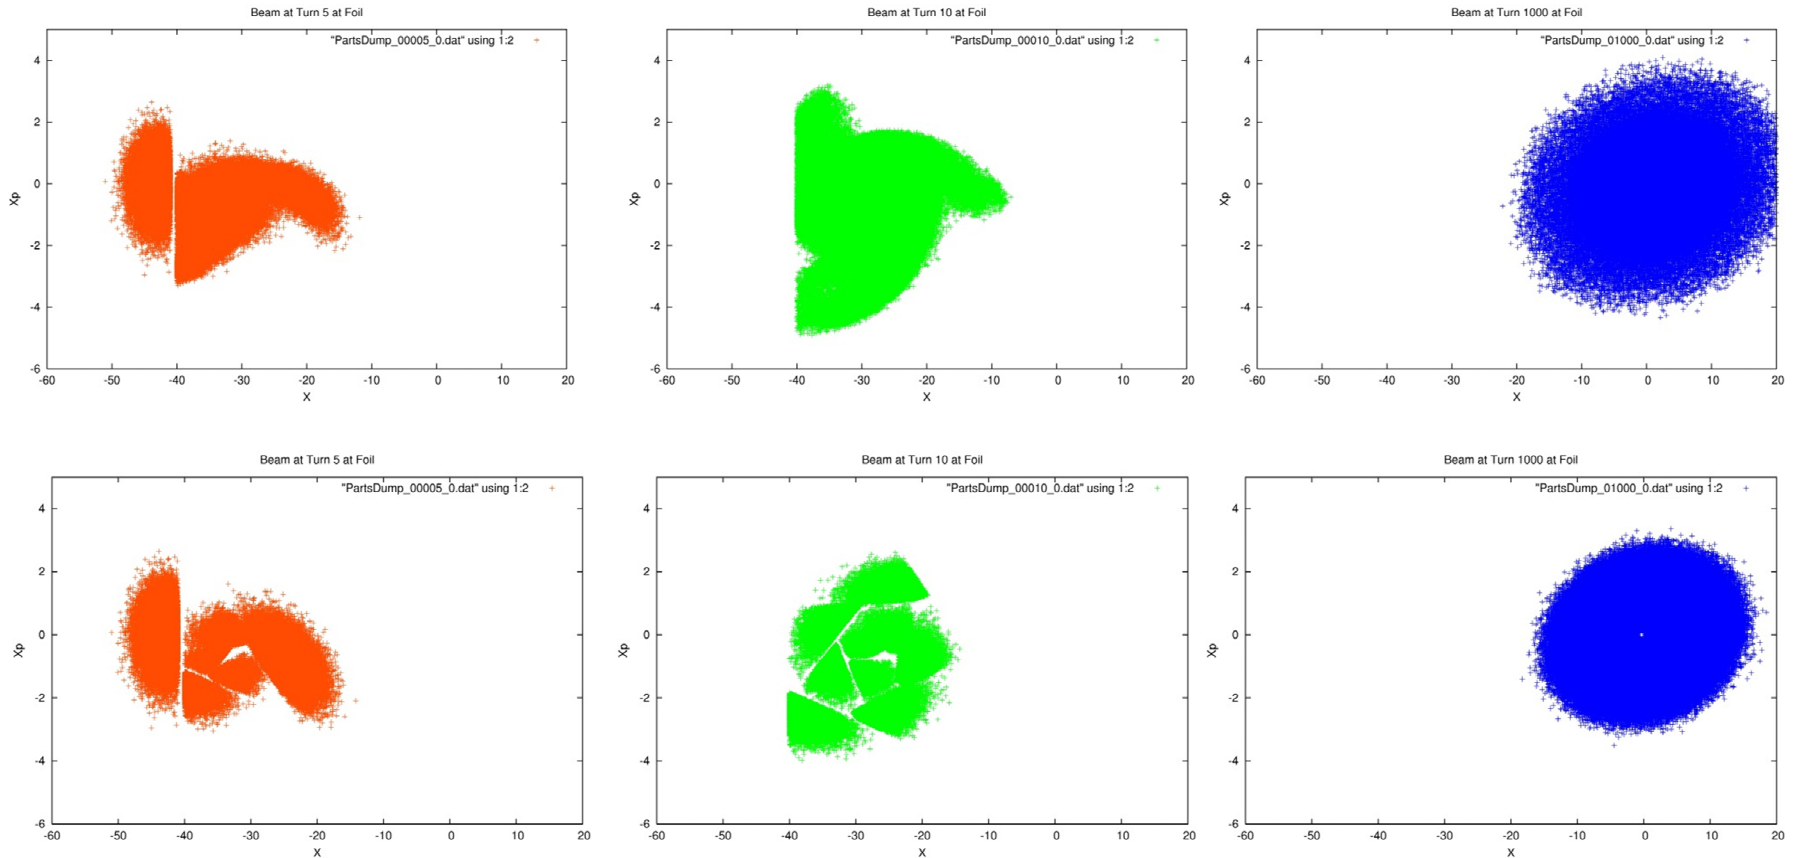 Beam at Turn 5 at Foil
"PartsDump_00005_0.dat" using 1:2
4
2
0
-2
-4
-6
Xp
-60 -50 -40 -30 -20 -10 0 10 20
X
Beam at Turn 10 at Foil
"PartsDump_00010_0.dat" using 1:2
4
2
0
-2
-4
-6
Xp
-60 -50 -40 -30 -20 -10 0 10 20
X
Beam at Turn 1000 at Foil
"PartsDump_01000_0.dat" using 1:2
4
2
0
-2
-4
-6
Xp
-60 -50 -40 -30 -20 -10 0 10 20
X
Beam at Turn 5 at Foil
"PartsDump_00005_0.dat" using 1:2
4
2
0
-2
-4
-6
Xp
-60 -50 -40 -30 -20 -10 0 10 20
X
Beam at Turn 10 at Foil
"PartsDump_00010_0.dat" using 1:2
4
2
0
-2
-4
-6
Xp
-60 -50 -40 -30 -20 -10 0 10 20
X
Beam at Turn 1000 at Foil
"PartsDump_01000_0.dat" using 1:2
4
2
0
-2
-4
-6
Xp
-60 -50 -40 -30 -20 -10 0 10 20
X